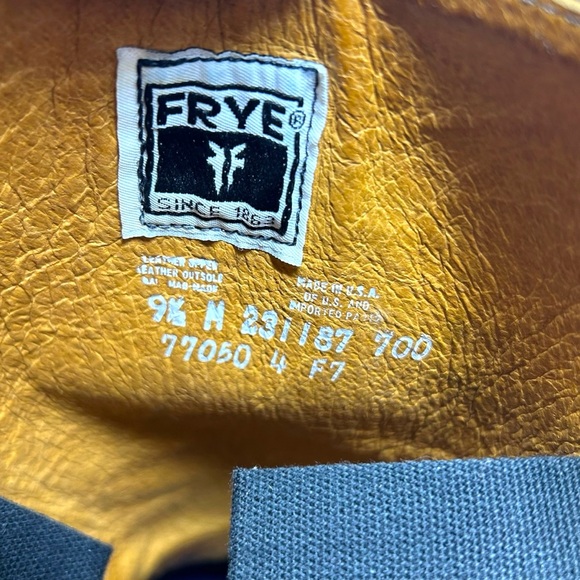 FRYE®
SINCE 1863
LEATHER UPPER
LEATHER OUTSOLE
BAL MAN-MADE
MADE IN U.S.A.
OF U.S. AND
IMPORTED PARTS
9½ M 231187 700
77050 4 F7